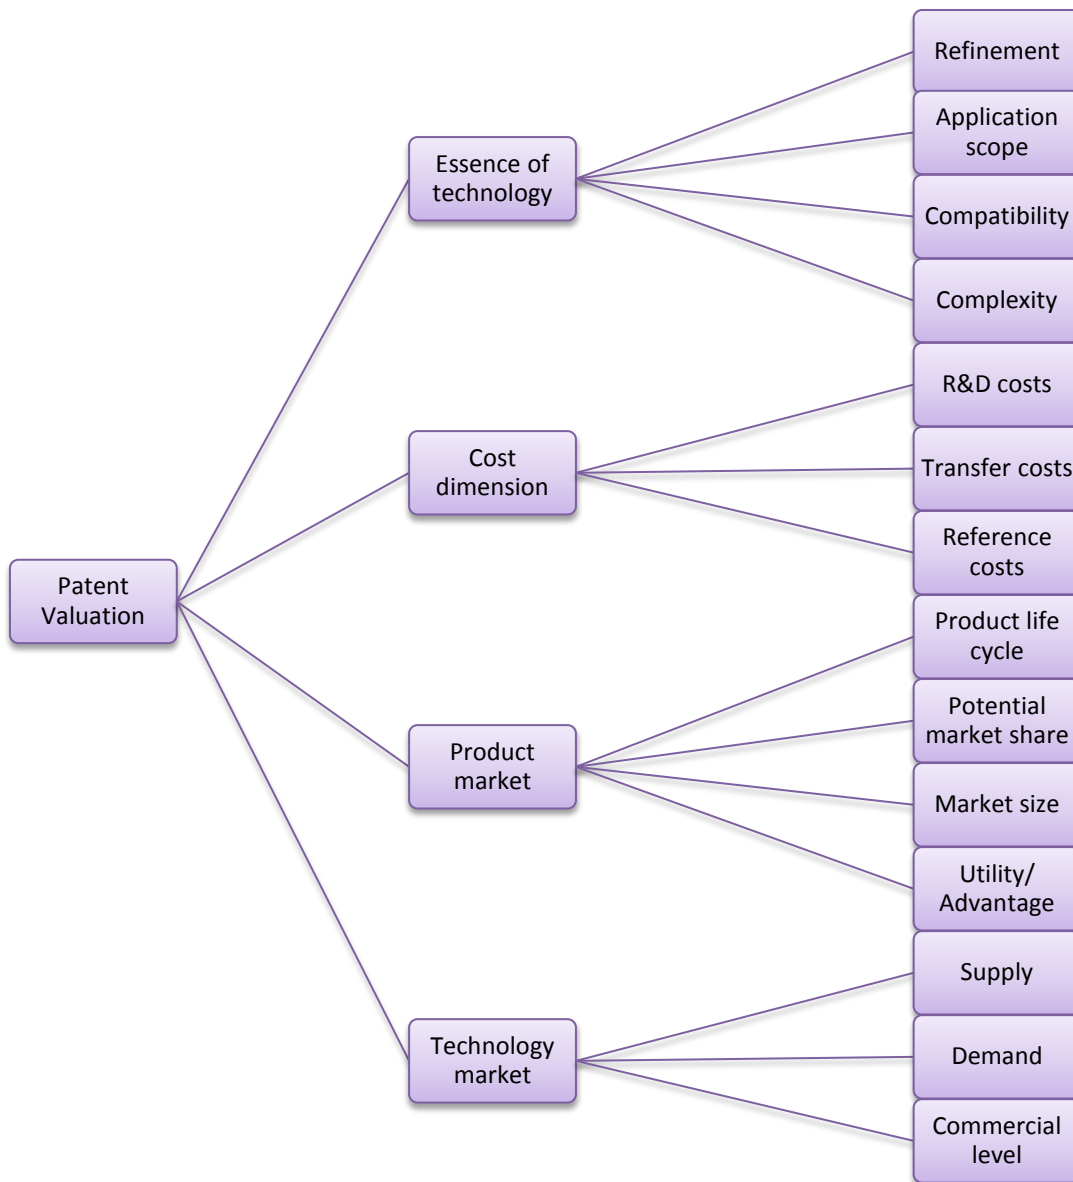 Patent
Valuation
Essence of
technology
Refinement
Application
scope
Compatibility
Complexity
Cost
dimension
R&D costs
Transfer costs
Reference
costs
Product
market
Product life
cycle
Potential
market share
Market size
Utility/
Advantage
Technology
market
Supply
Demand
Commercial
level